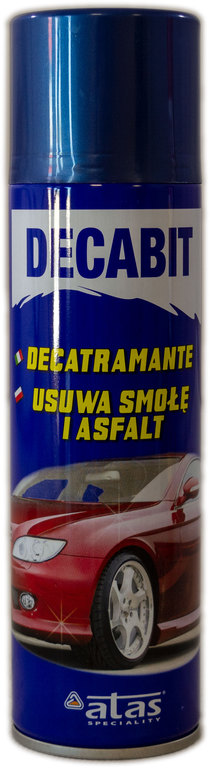 DECABIT
DECATRAMANTE
USUWA SMOŁĘ
I ASFALT
atas
SPECIALITY